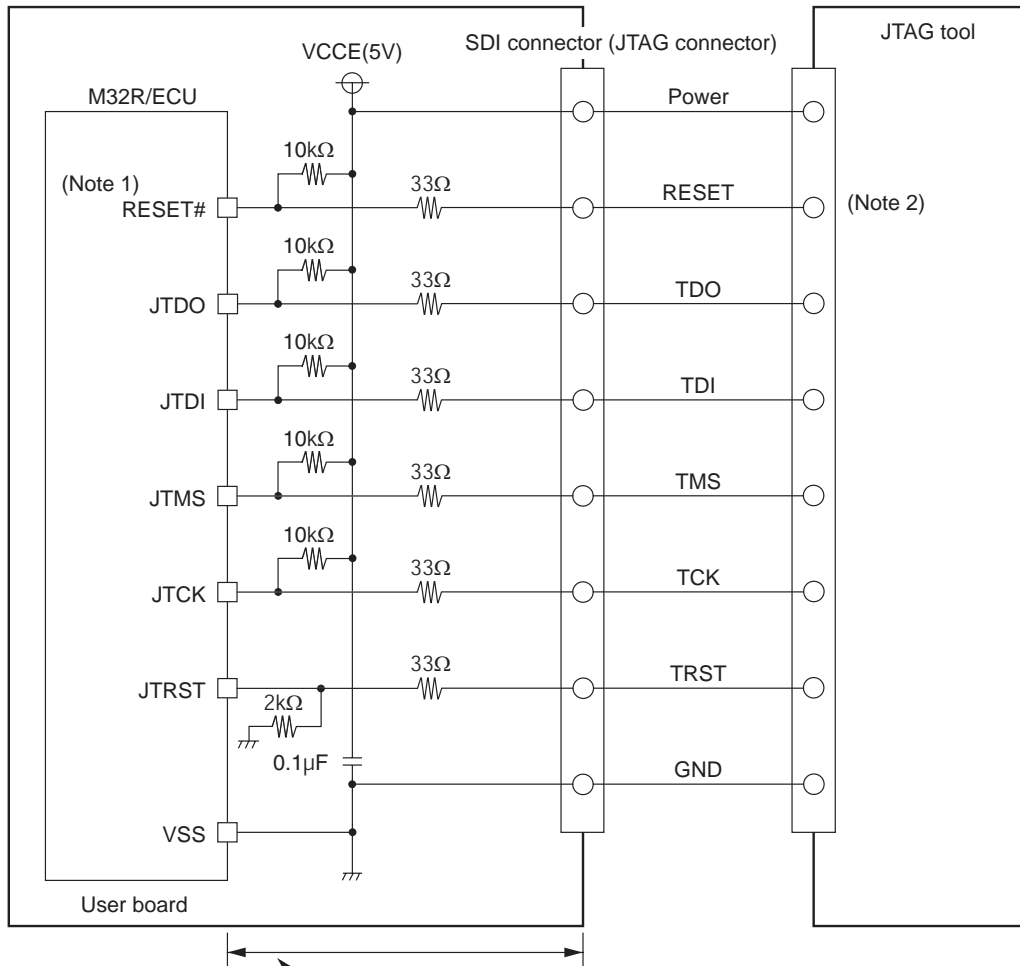 SDI connector (JTAG connector)
JTAG tool
VCCE(5V)
M32R/ECU
Power
10kΩ
(Note 1)
33Ω
RESET
RESET#
(Note 2)
10kΩ
33Ω
TDO
JTDO
10kΩ
33Ω
TDI
JTDI
10kΩ
33Ω
TMS
JTMS
10kΩ
33Ω
TCK
JTCK
33Ω
TRST
JTRST
2kΩ
0.1µF
GND
VSS
User board